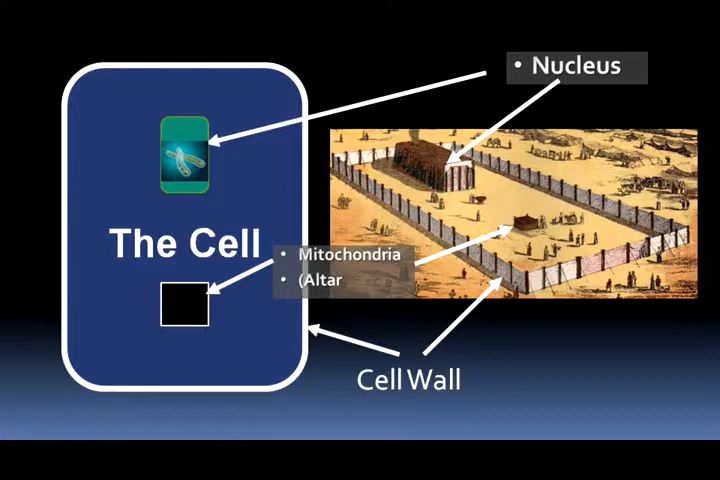 • Nucleus
The Cell
• Mitochondria
• (Altar
Cell Wall